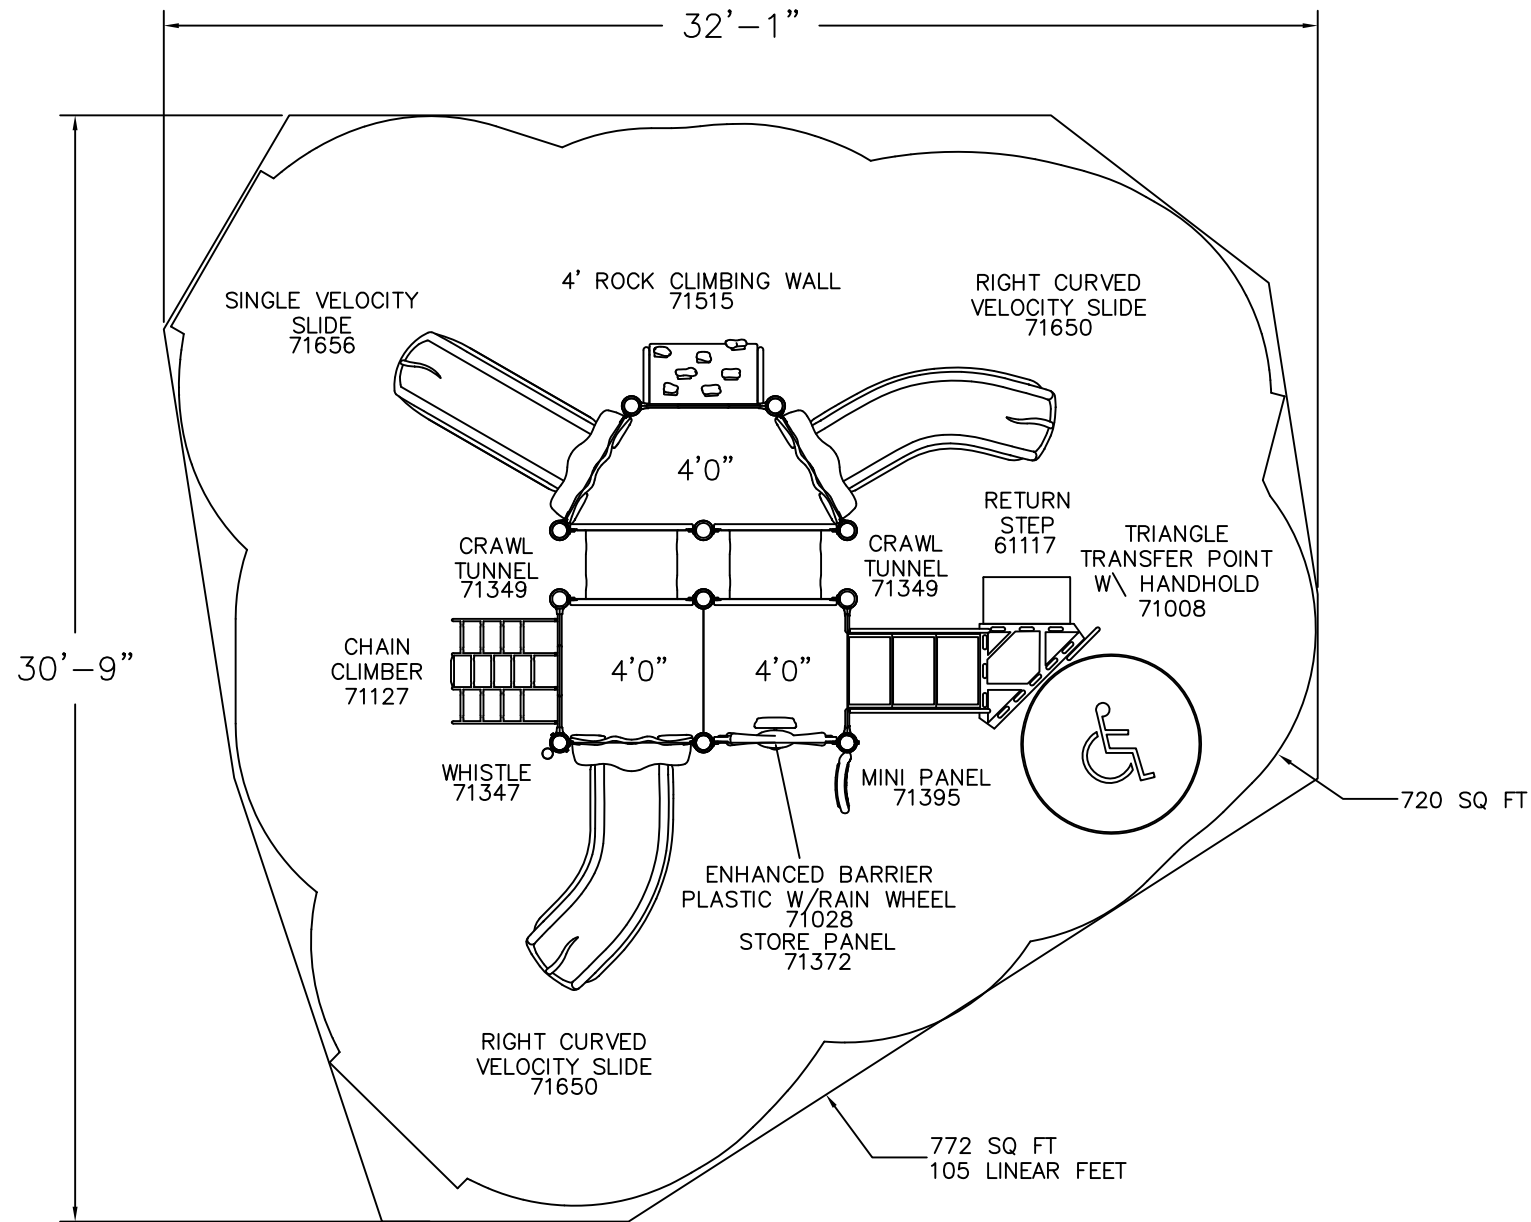 32'-1"
4' ROCK CLIMBING WALL
71515
RIGHT CURVED
VELOCITY SLIDE
71650
SINGLE VELOCITY
SLIDE
71656
4'0"
RETURN
STEP
61117
TRIANGLE
TRANSFER POINT
W\ HANDHOLD
71008
CRAWL
TUNNEL
71349
CRAWL
TUNNEL
71349
30'-9"
CHAIN
CLIMBER
71127
4'0"
4'0"
WHISTLE
71347
MINI PANEL
71395
720 SQ FT
ENHANCED BARRIER
PLASTIC W/RAIN WHEEL
71028
STORE PANEL
71372
RIGHT CURVED
VELOCITY SLIDE
71650
772 SQ FT
105 LINEAR FEET